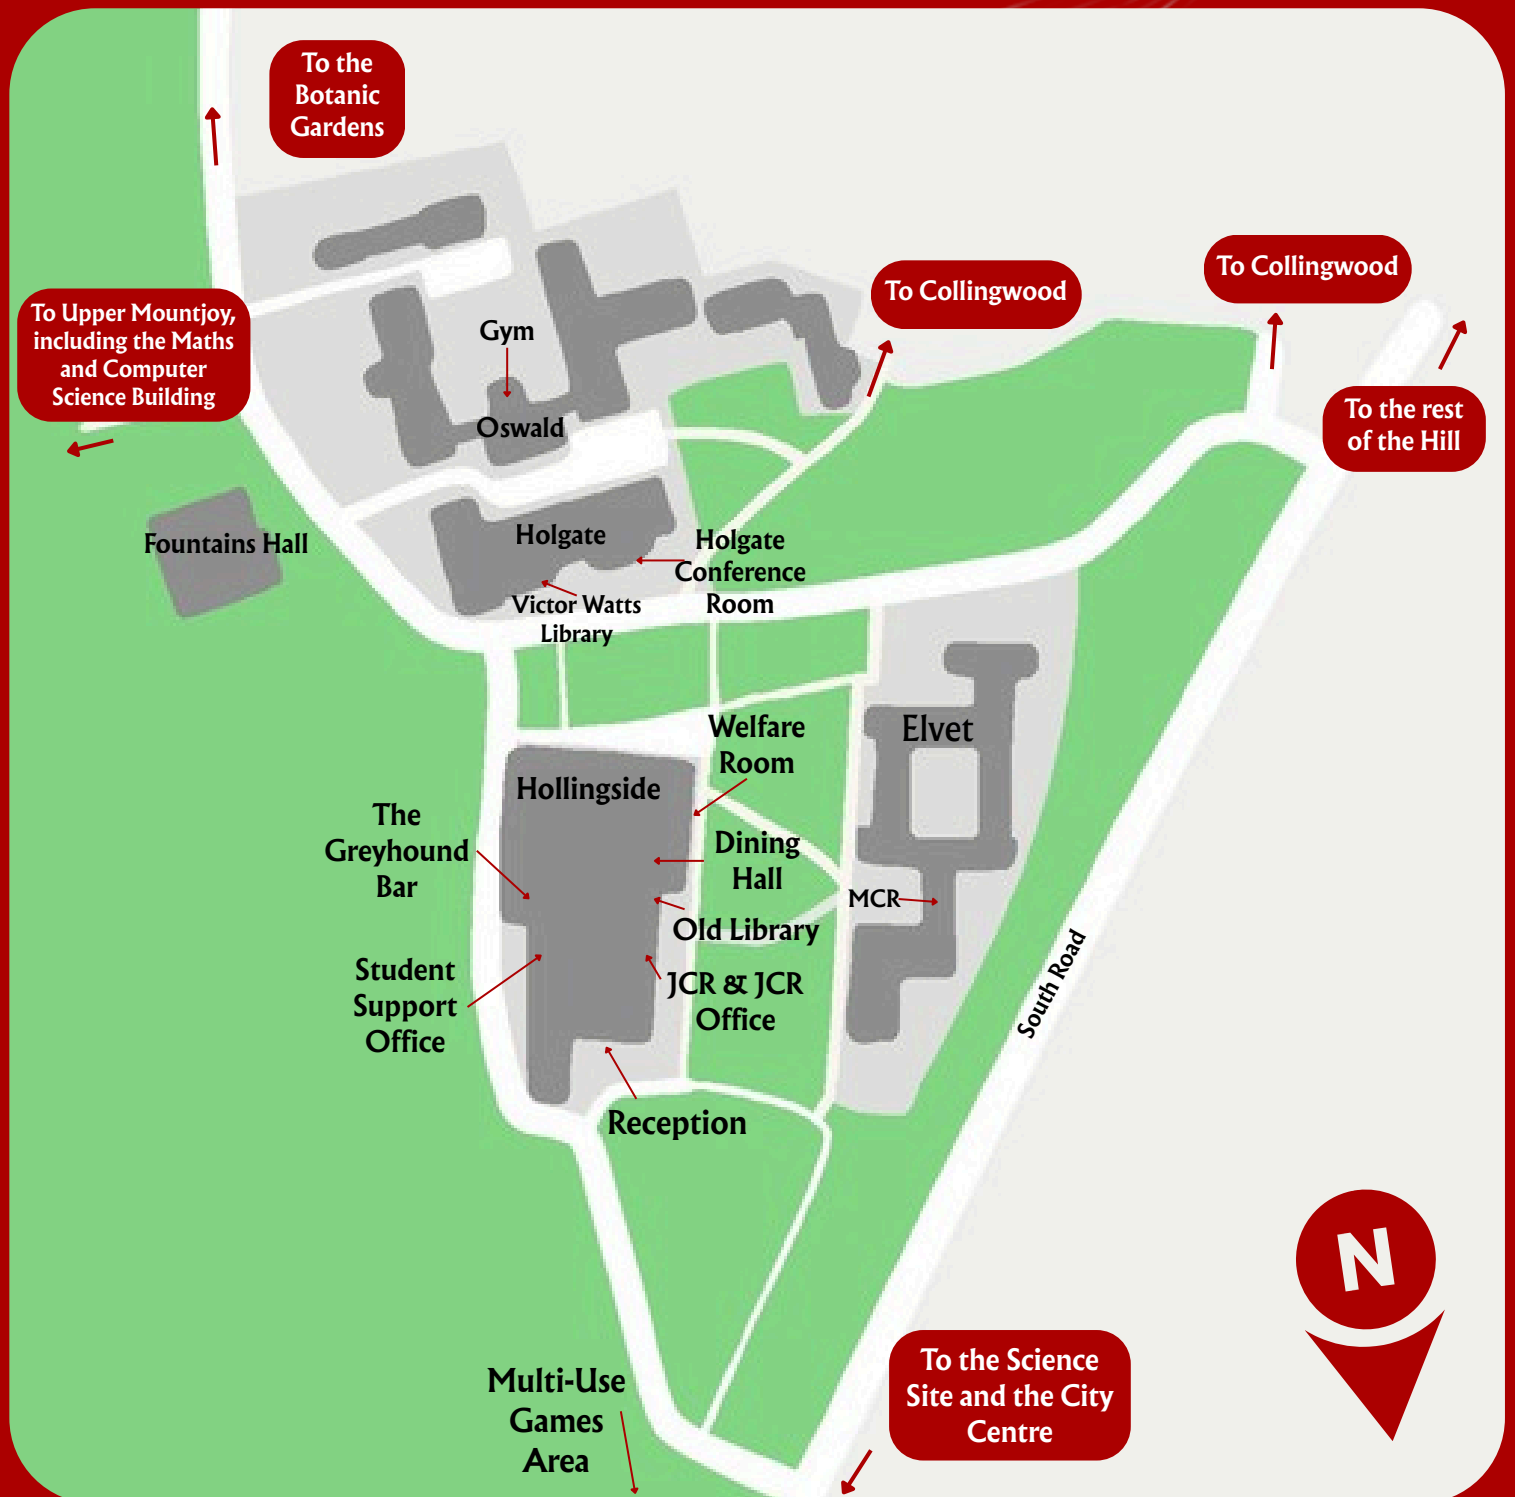 To the
Botanic
Gardens
To Collingwood
To Collingwood
To Upper Mountjoy,
including the Maths
and Computer
Science Building
Gym
Oswald
To the rest
of the Hill
Fountains Hall
Holgate
Holgate
Conference
Room
Victor Watts
Library
Welfare
Room
Elvet
Hollingside
The
Greyhound
Bar
Dining
Hall
MCR
Old Library
Student
Support
Office
JCR & JCR
Office
South Road
Reception
N
Multi-Use
Games
Area
To the Science
Site and the City
Centre